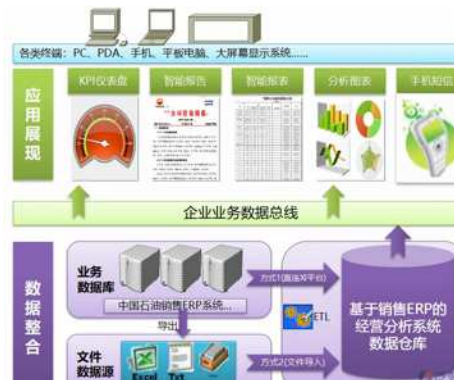 各类终端：PC、PDA、手机、平板电脑、大屏幕显示系统……
应用展现
KPI仪表盘
智能报告
智能报表
分析图表
手机短信
企业业务数据总线
数据整合
业务
数据库
中国石油销售ERP系统...
导出
文件
数据源
Excel
Txt
方式1(直连XI平台)
方式2(文件导入)
ETL
基于销售ERP的
经营分析系统
数据仓库